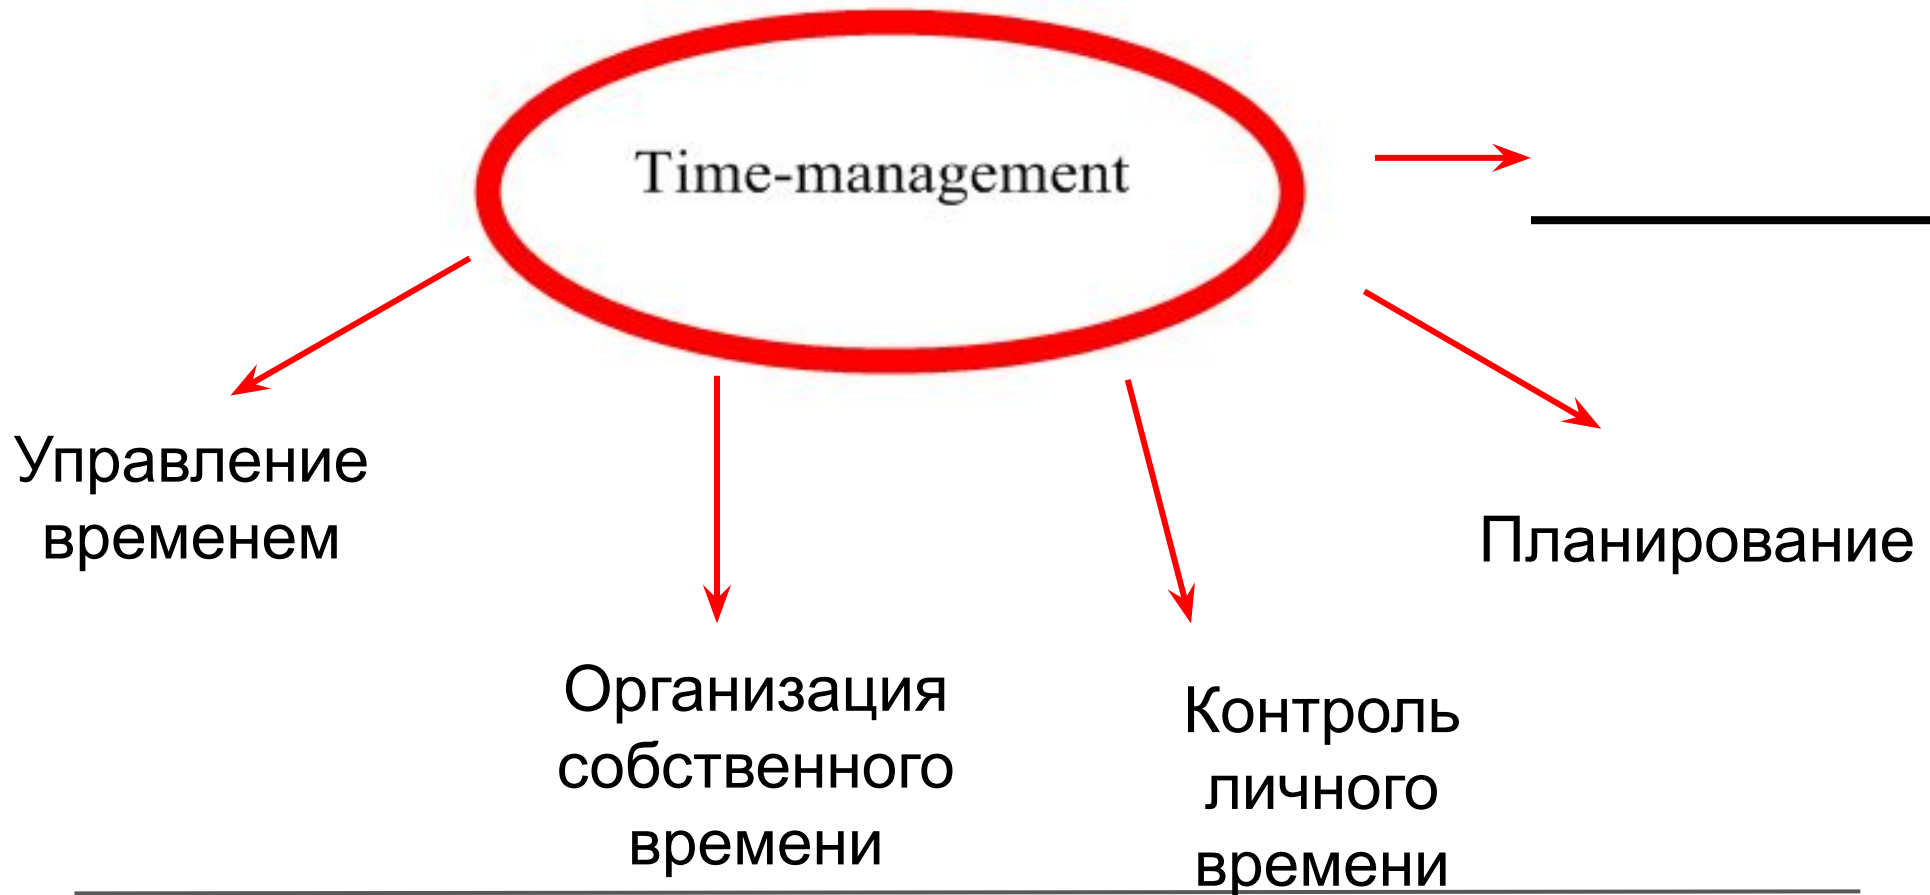 Time-management
Управление
временем
Планирование
Организация
собственного
времени
Контроль
личного
времени